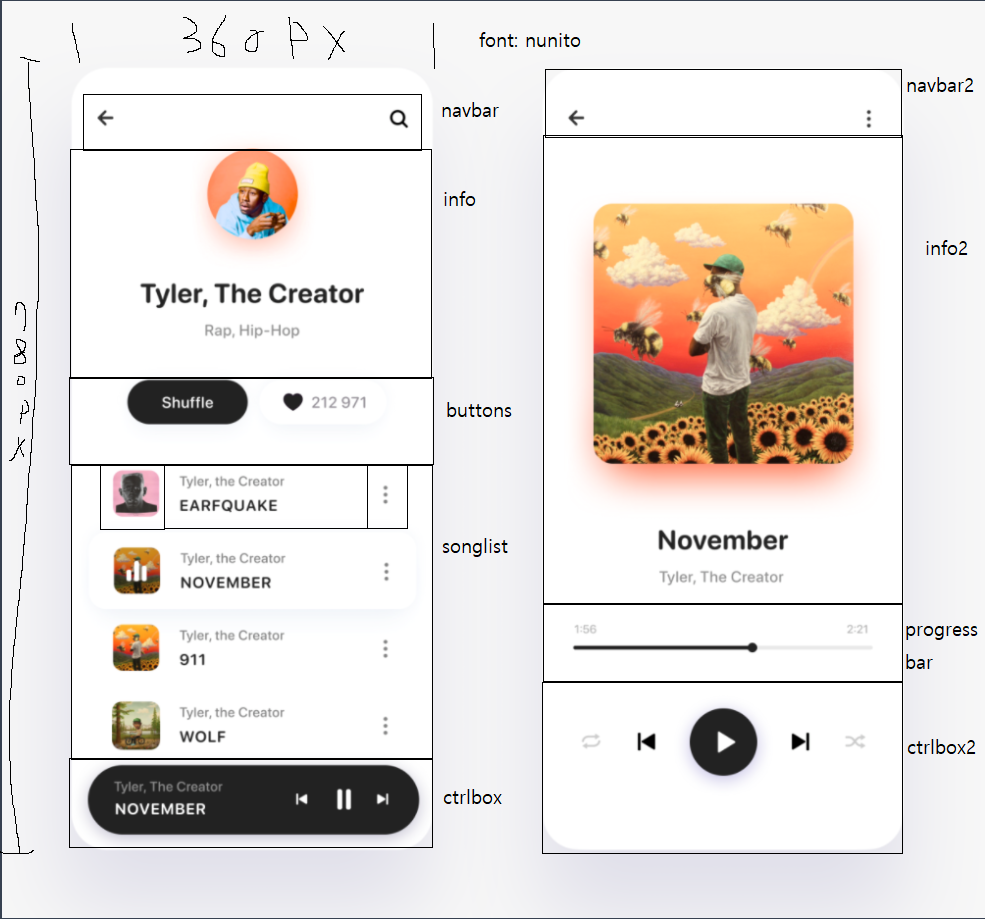 360px
font: nunito
780px
navbar
info
Tyler, The Creator
Rap, Hip-Hop
Shuffle
212 971
buttons
Tyler, the Creator
EARFQUAKE
songlist
Tyler, the Creator
NOVEMBER
Tyler, the Creator
911
Tyler, the Creator
WOLF
Tyler, The Creator
NOVEMBER
ctrlbox
navbar2
info2
November
Tyler, The Creator
1:56
2:21
progress
bar
ctrlbox2